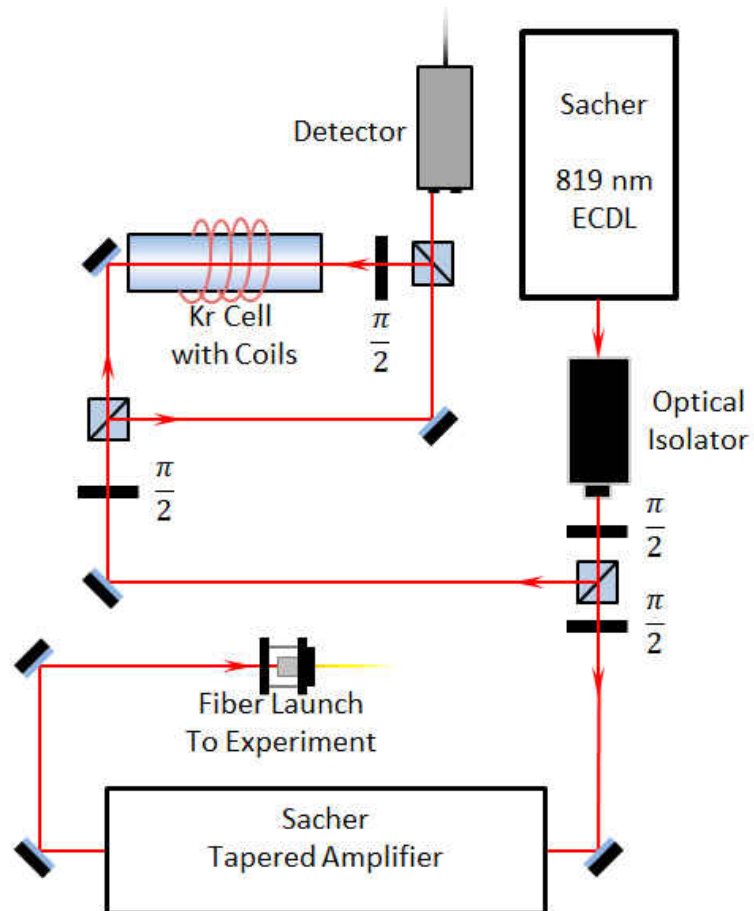 Sacher
819 nm
ECDL
Detector
Kr Cell
with Coils
π
2
Optical
Isolator
π
2
π
2
π
2
Fiber Launch
To Experiment
Sacher
Tapered Amplifier